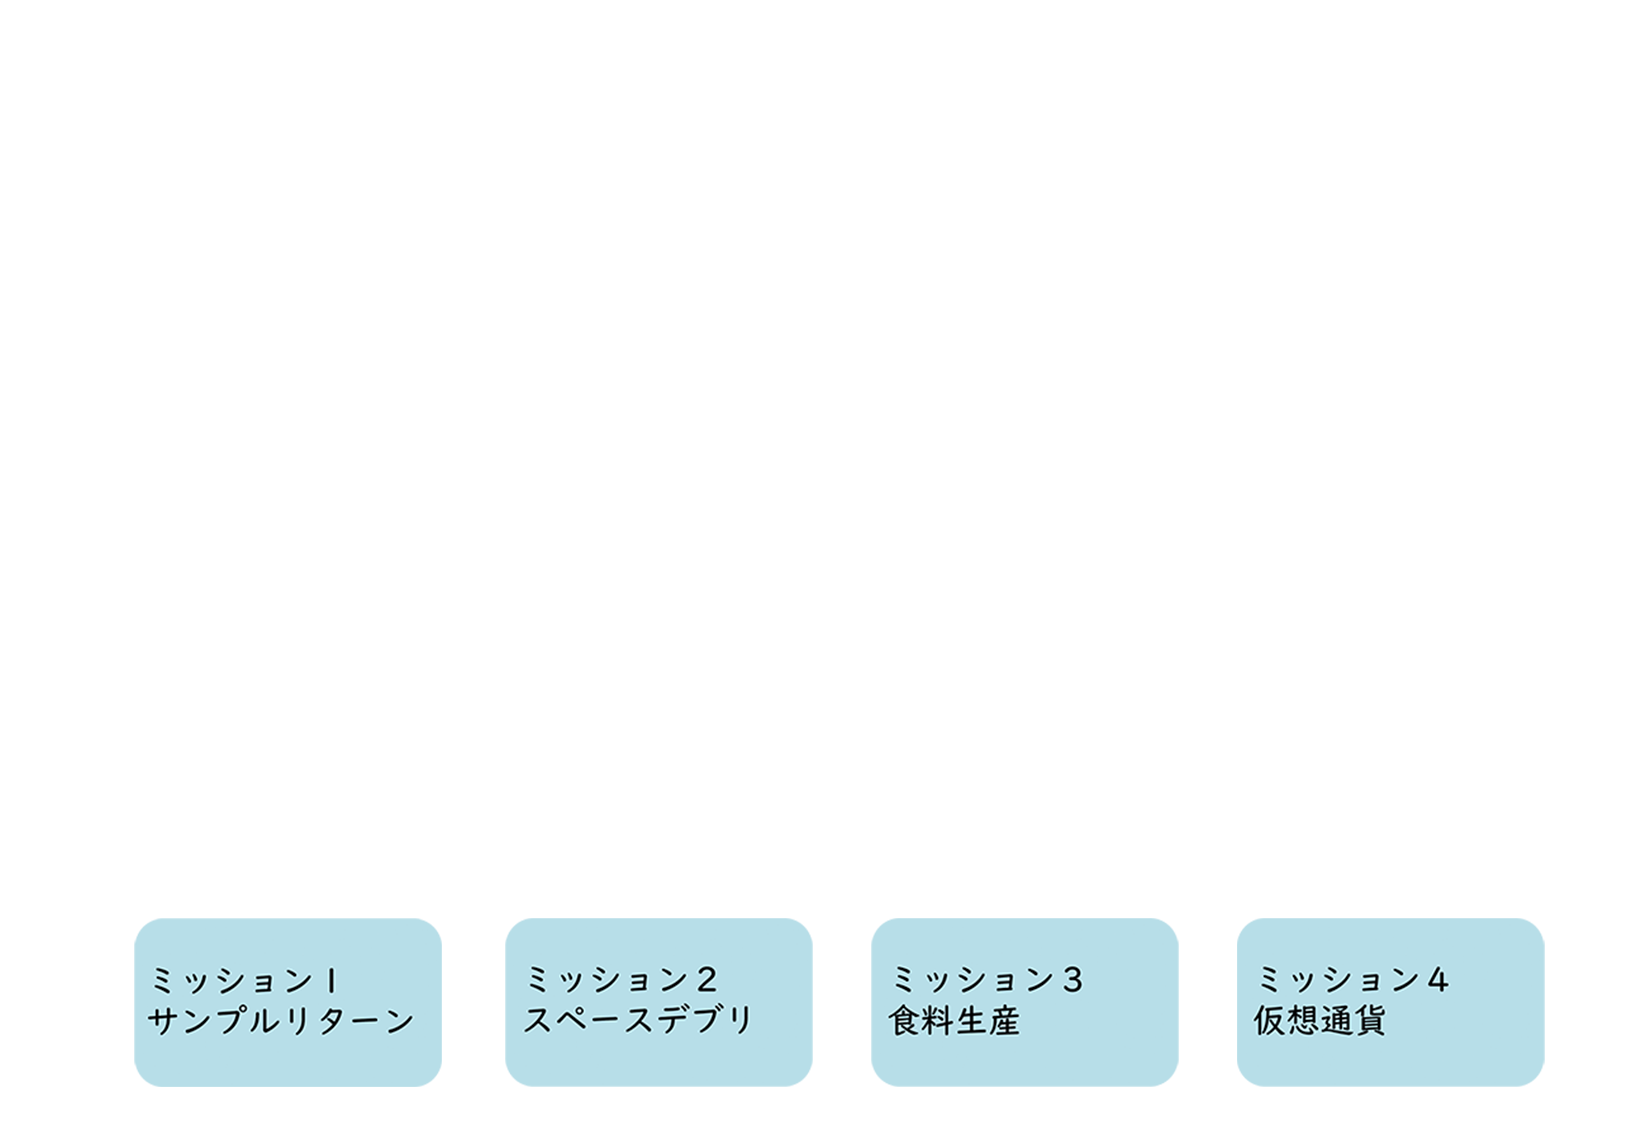 ミッション1
サンプルリターン
ミッション２
スペースデブリ
ミッション３
食料生産
ミッション４
仮想通貨